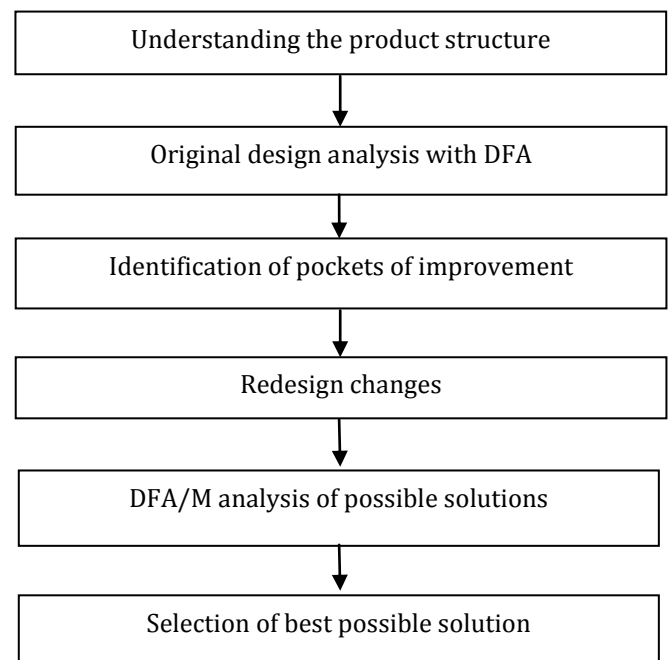 Understanding the product structure
Original design analysis with DFA
Identification of pockets of improvement
Redesign changes
DFA/M analysis of possible solutions
Selection of best possible solution